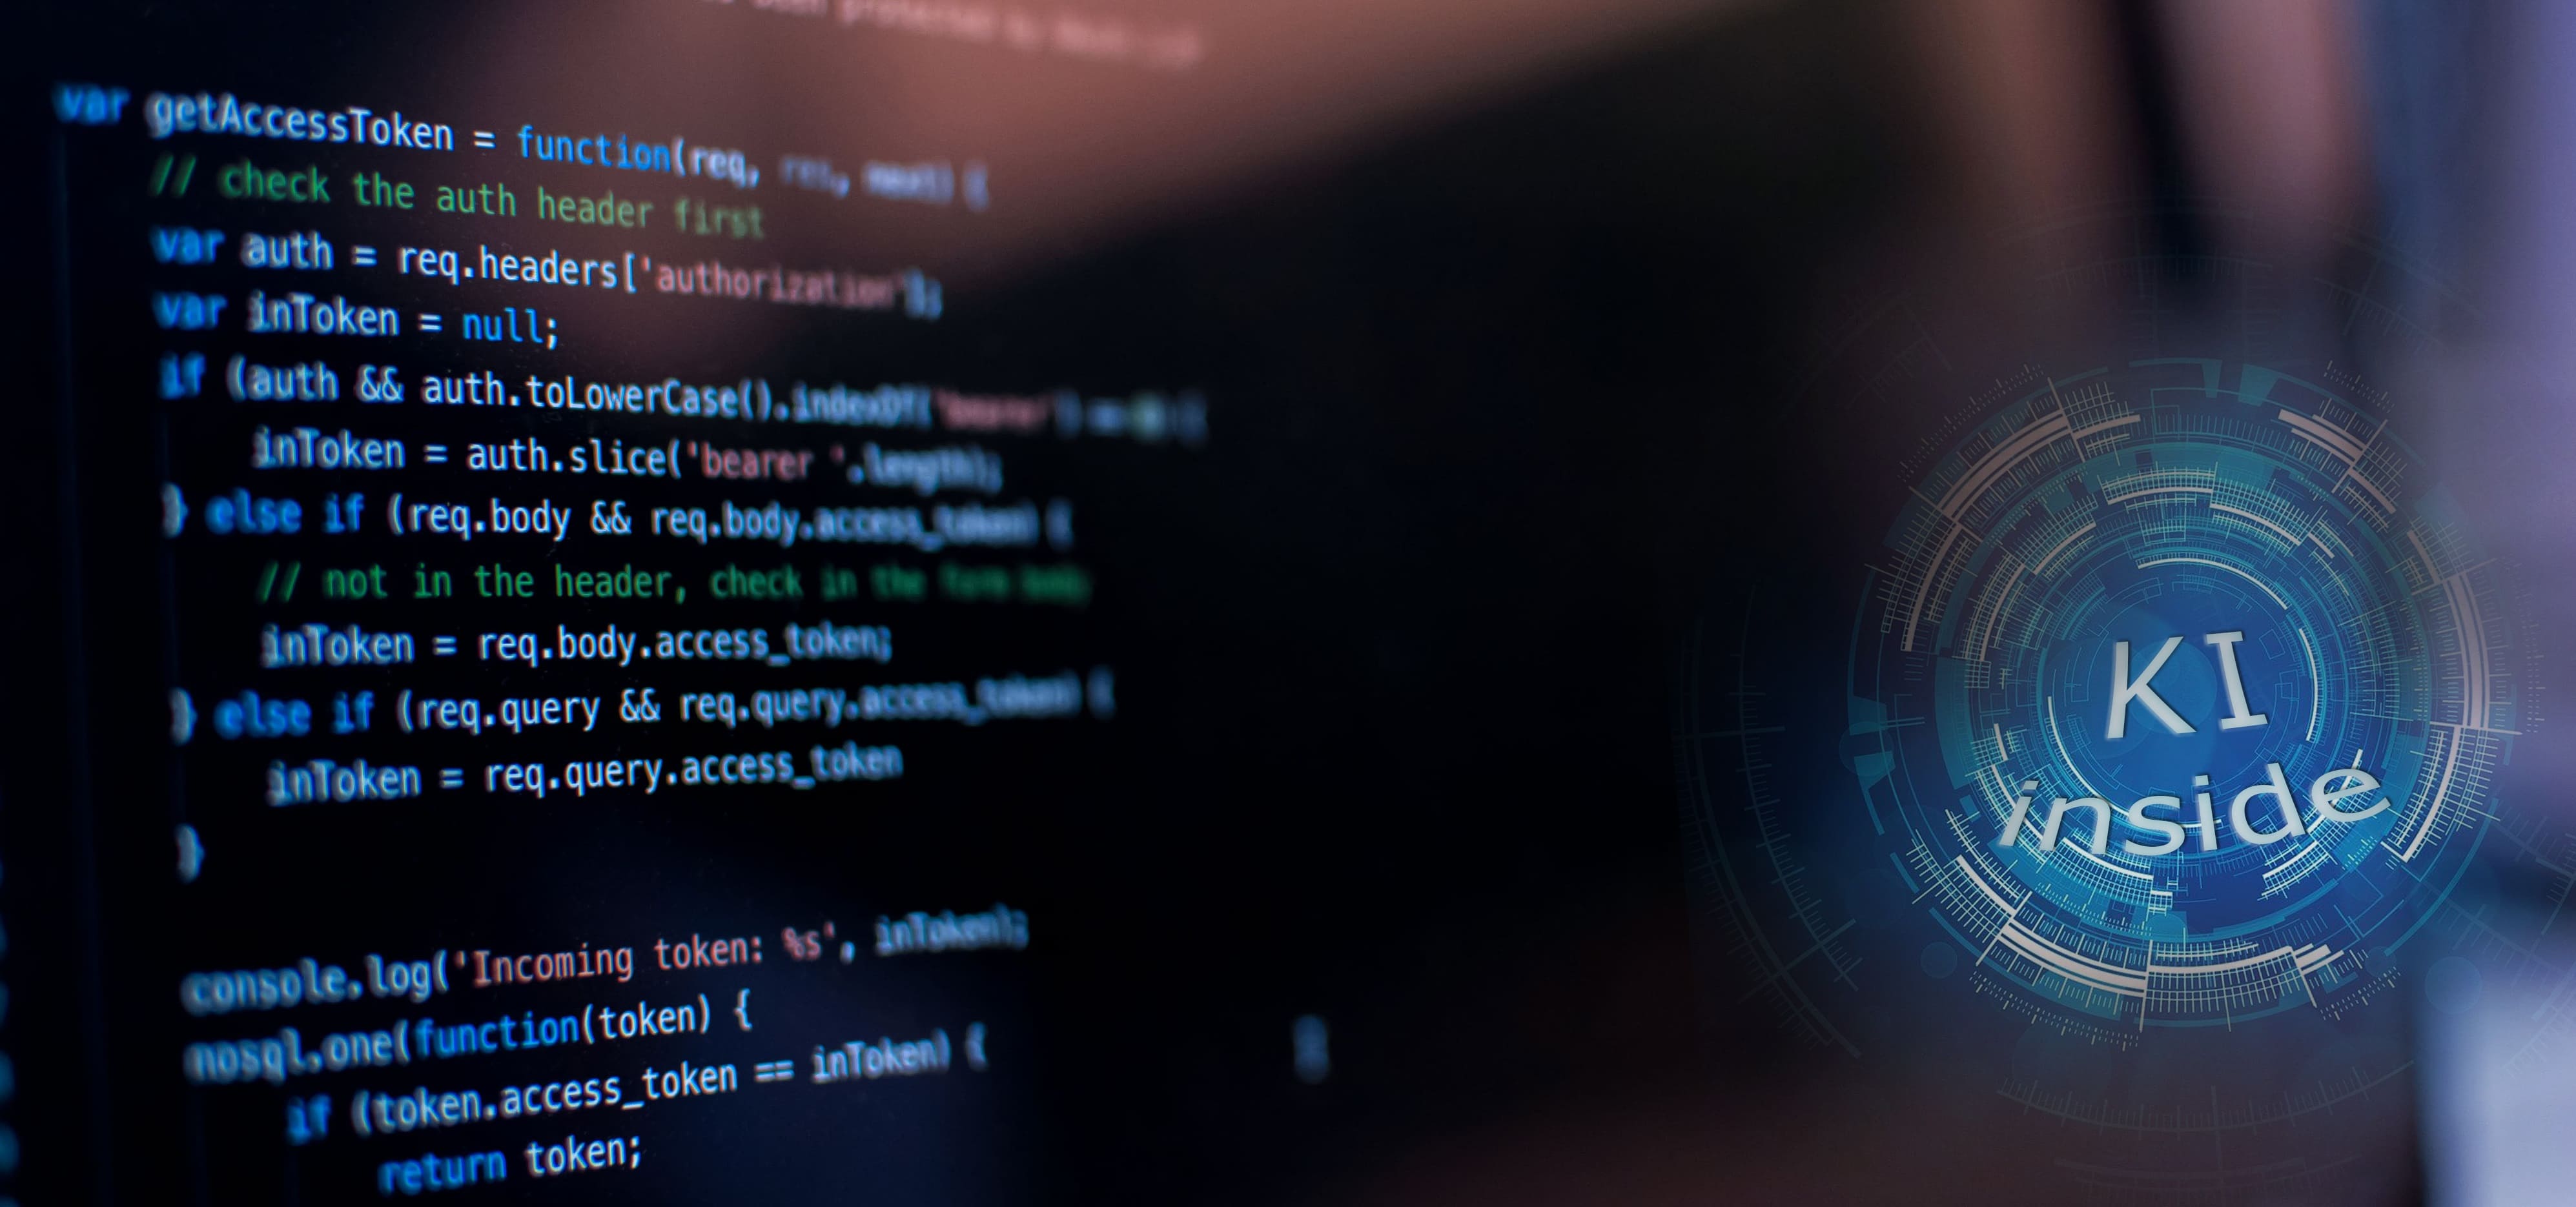 var getAccessToken = function(req, res, next) {
// check the auth header first
var auth = req.headers['authorization'];
var inToken = null;
if (auth && auth.toLowerCase().indexOf('bearer') == 0) {
inToken = auth.slice('bearer '.length);
} else if (req.body && req.body.access_token) {
// not in the header, check in the form body
inToken = req.body.access_token;
} else if (req.query && req.query.access_token) {
inToken = req.query.access_token
}
console.log('Incoming token: %s', inToken);
nosql.one(function(token) {
if (token.access_token == inToken) {
return token;
KI
inside